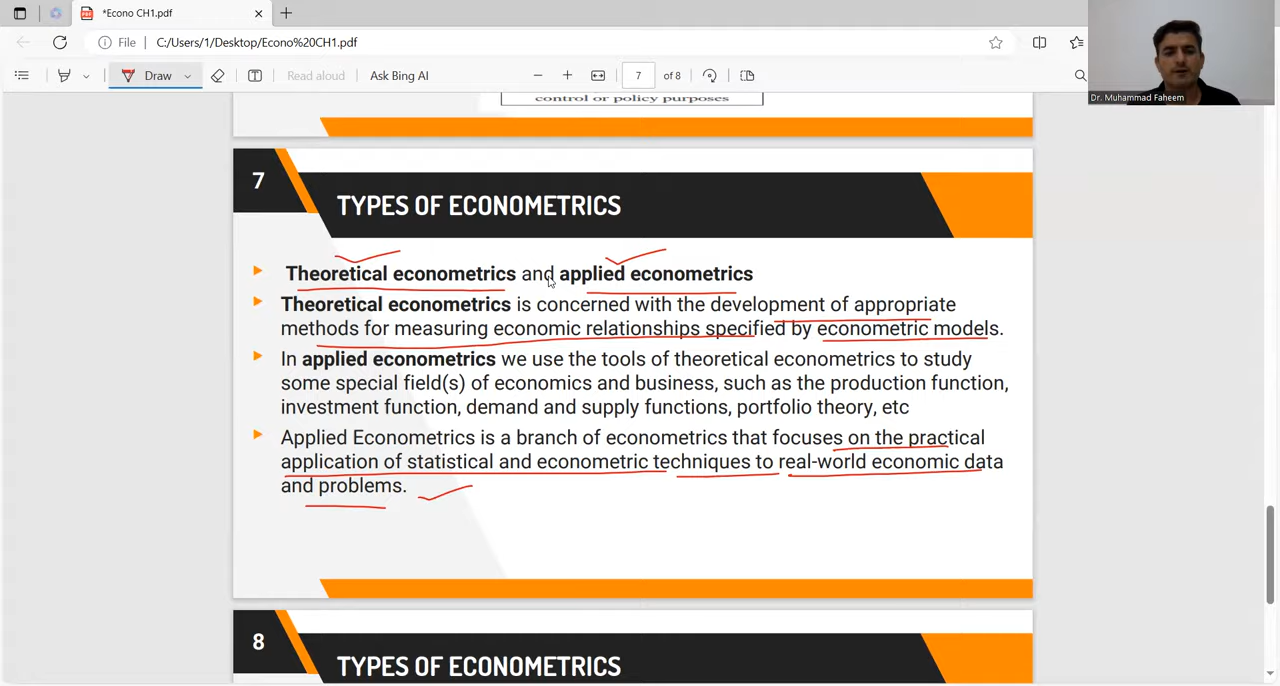 *Econo CH1.pdf
File
C:/Users/1/Desktop/Econo%20CH1.pdf
Draw
Read aloud
Ask Bing AI
7
of 8
Dr. Muhammad Faheem
control or policy purposes
7
TYPES OF ECONOMETRICS
Theoretical econometrics and applied econometrics
Theoretical econometrics is concerned with the development of appropriate
methods for measuring economic relationships specified by econometric models.
In applied econometrics we use the tools of theoretical econometrics to study
some special field(s) of economics and business, such as the production function,
investment function, demand and supply functions, portfolio theory, etc
Applied Econometrics is a branch of econometrics that focuses on the practical
application of statistical and econometric techniques to real-world economic data
and problems.
8
TYPES OF ECONOMETRICS